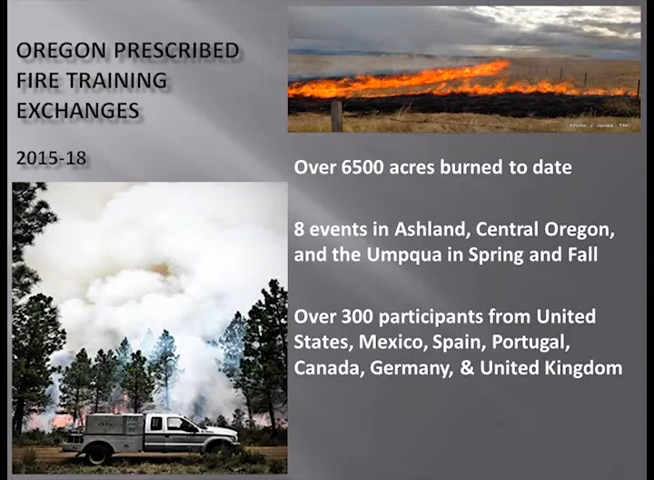 OREGON PRESCRIBED
FIRE TRAINING
EXCHANGES
2015-18
Over 6500 acres burned to date
8 events in Ashland, Central Oregon,
and the Umpqua in Spring and Fall
Over 300 participants from United
States, Mexico, Spain, Portugal,
Canada, Germany, & United Kingdom